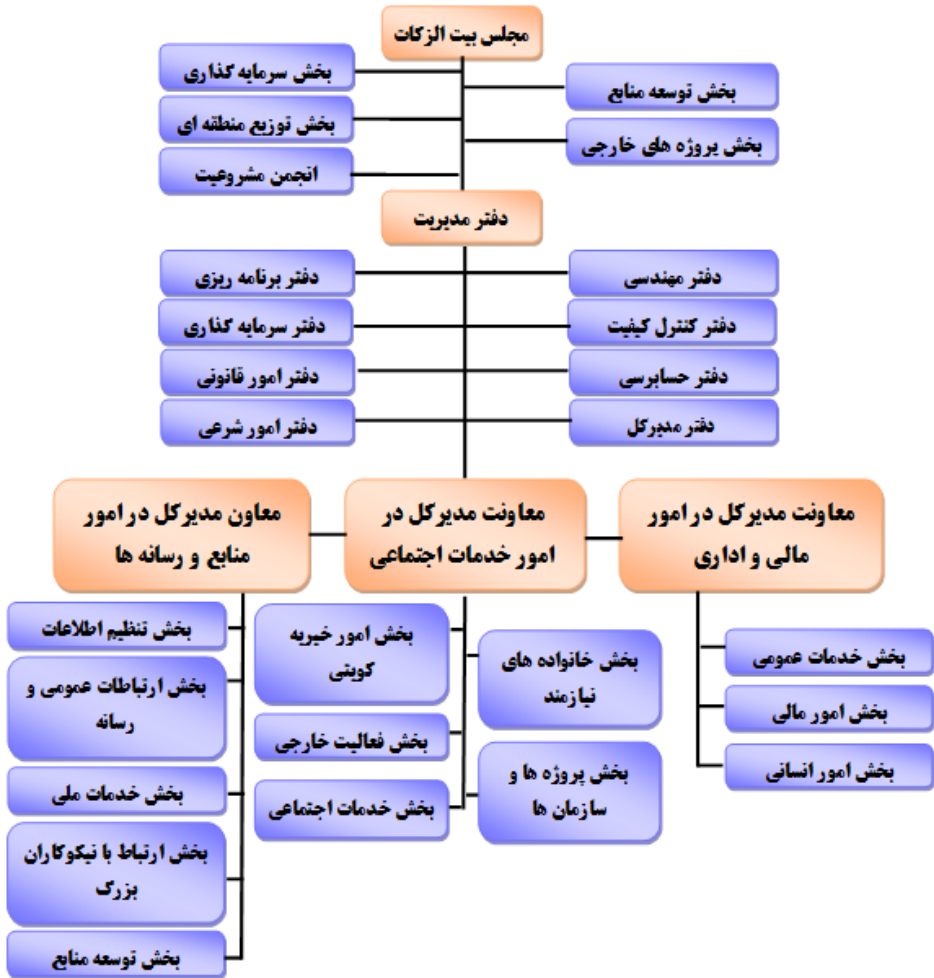 مجلس بیت الزکات
بخش سرمایه گذاری
بخش توسعه منابع
بخش توزیع منطقه ای
بخش پروژه های خارجی
انجمن مشروعیت
دفتر مدیریت
دفتر مهندسی
دفتر برنامه ریزی
دفتر کنترل کیفیت
دفتر سرمایه گذاری
دفتر حسابرسی
دفتر امور قانونی
دفتر مدیرکل
دفتر امور شرعی
معاونت مدیرکل در امور
مالی و اداری
معاونت مدیرکل در
امور خدمات اجتماعی
معاون مدیرکل در امور
منابع و رسانه ها
بخش خدمات عمومی
بخش امور مالی
بخش امور انسانی
بخش خانواده های
نیازمند
بخش پروژه ها و
سازمان ها
بخش امور خیریه
کویتی
بخش فعالیت خارجی
بخش خدمات اجتماعی
بخش تنظیم اطلاعات
بخش ارتباطات عمومی و
رسانه
بخش خدمات ملی
بخش ارتباط با نیکوکاران
بزرگ
بخش توسعه منابع